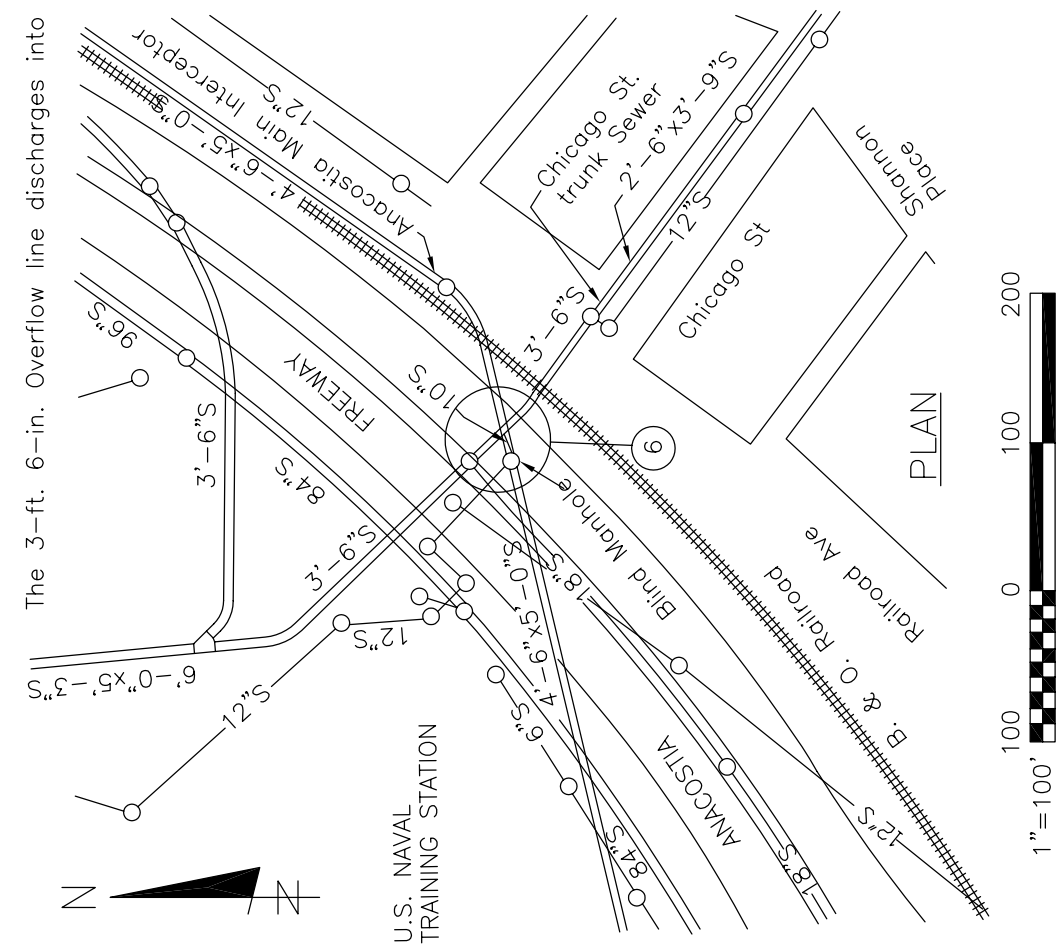 The 3-ft. 6-in. Overflow line discharges into
Anacostia Main Interceptor
4'-6"x5'-0"S
12"S
Chicago St.
trunk Sewer
2'-6"x3'-9"S
12"S
Chicago St
Shannon
Place
3'-6"S
10"S
FREEWAY
96"S
84"S
3'-6"S
3'-6"S
6'-0"x5'-3"S
12"S
12"S
6
Blind Manhole
18"S
4'-6"x5'-0"S
6"S
84"S
ANACOSTIA
18"S
12"S
B. & O. Railroad
Railroad Ave
U.S. NAVAL
TRAINING STATION
N
N
PLAN
100 0 100 200
1"=100'